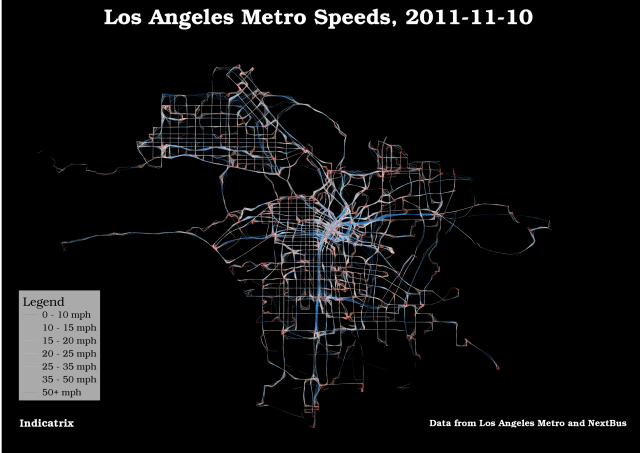 Los Angeles Metro Speeds, 2011-11-10
Legend
0 - 10 mph
10 - 15 mph
15 - 20 mph
20 - 25 mph
25 - 35 mph
35 - 50 mph
50+ mph
Indicatrix
Data from Los Angeles Metro and NextBus